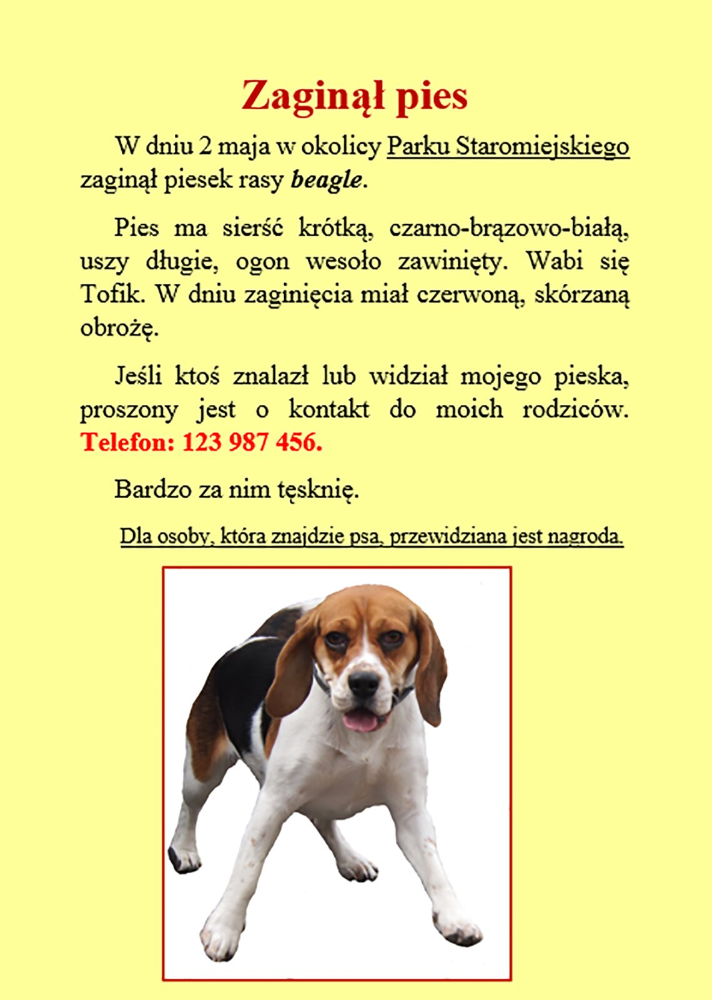 Zaginął pies
W dniu 2 maja w okolicy Parku Staromiejskiego
zaginął piesek rasy beagle.
Pies ma sierść krótką, czarno-brązowo-białą,
uszy długie, ogon wesoło zawinięty. Wabi się
Tofik. W dniu zaginięcia miał czerwoną, skórzaną
obrożę.
Jeśli ktoś znalazł lub widział mojego pieska,
proszony jest o kontakt do moich rodziców.
Telefon: 123 987 456.
Bardzo za nim tęsknię.
Dla osoby, która znajdzie psa, przewidziana jest nagroda.